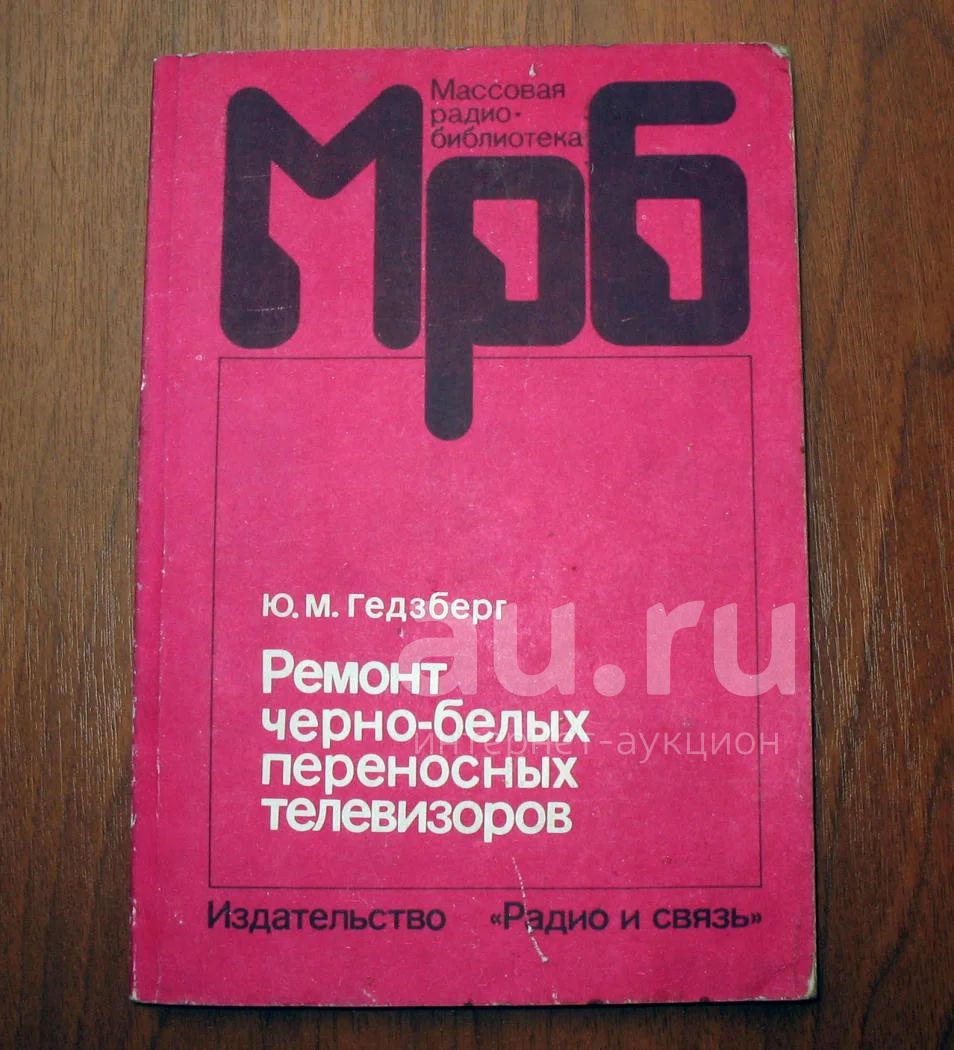 Мрб
Массовая
радио-
библиотека
Ю. М. Гедзберг
Ремонт
черно-белых
переносных
телевизоров
Издательство «Радио и связь»
au.ru
интернет-аукцион